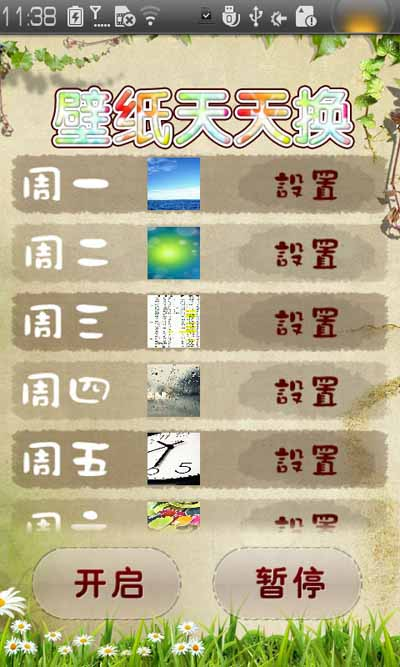 11:38
壁纸天天换
周一 設置
周二 設置
周三 設置
周四 設置
周五 設置
周
开启 暂停